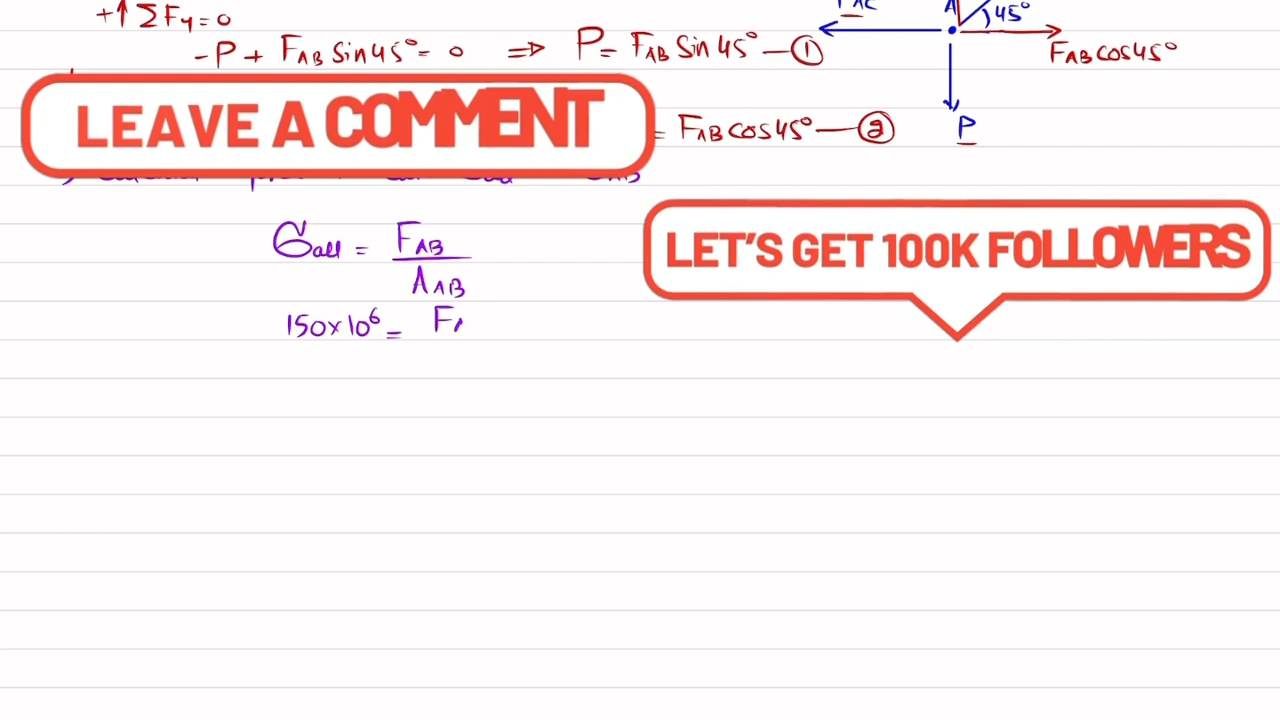 +↑ ΣFy = 0
A 45°
-P + FAB Sin45° = 0 ⇒ P = FAB Sin45° — ①
FAB cos45°
LEAVE A COMMENT
= FAB cos45° — ②
P
σall = FAB / AAB
LET'S GET 100K FOLLOWERS
150×10⁶ =